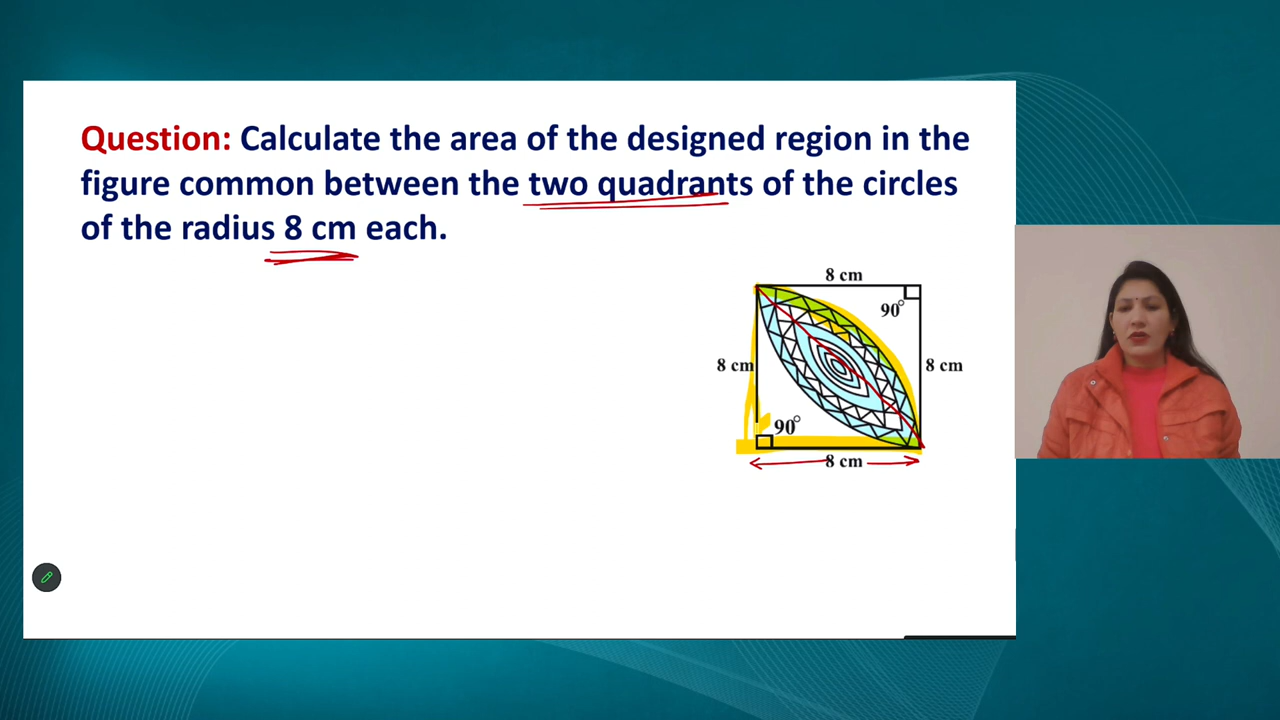 Question: Calculate the area of the designed region in the
figure common between the two quadrants of the circles
of the radius 8 cm each.
8 cm
90°
8 cm
8 cm
90°
8 cm